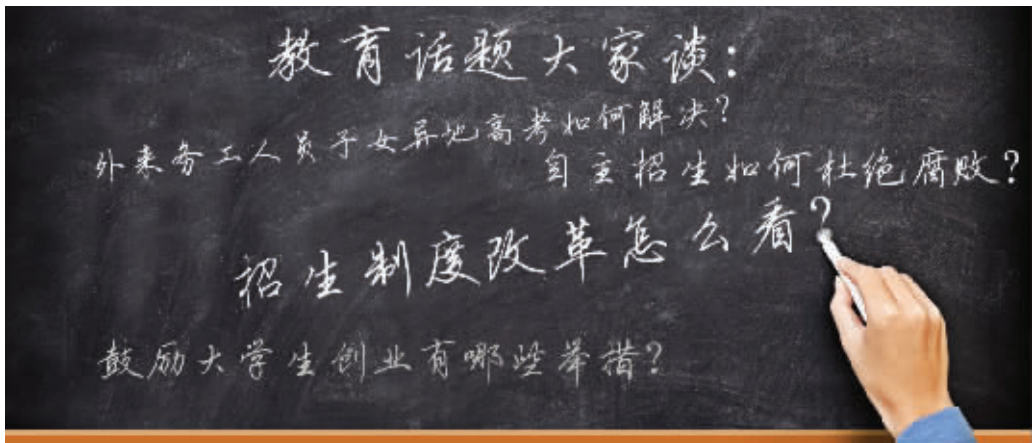 教育话题大家谈:
外来务工人员子女异地高考如何解决?
自主招生如何杜绝腐败?
招生制度改革怎么看?
鼓励大学生创业有哪些举措?